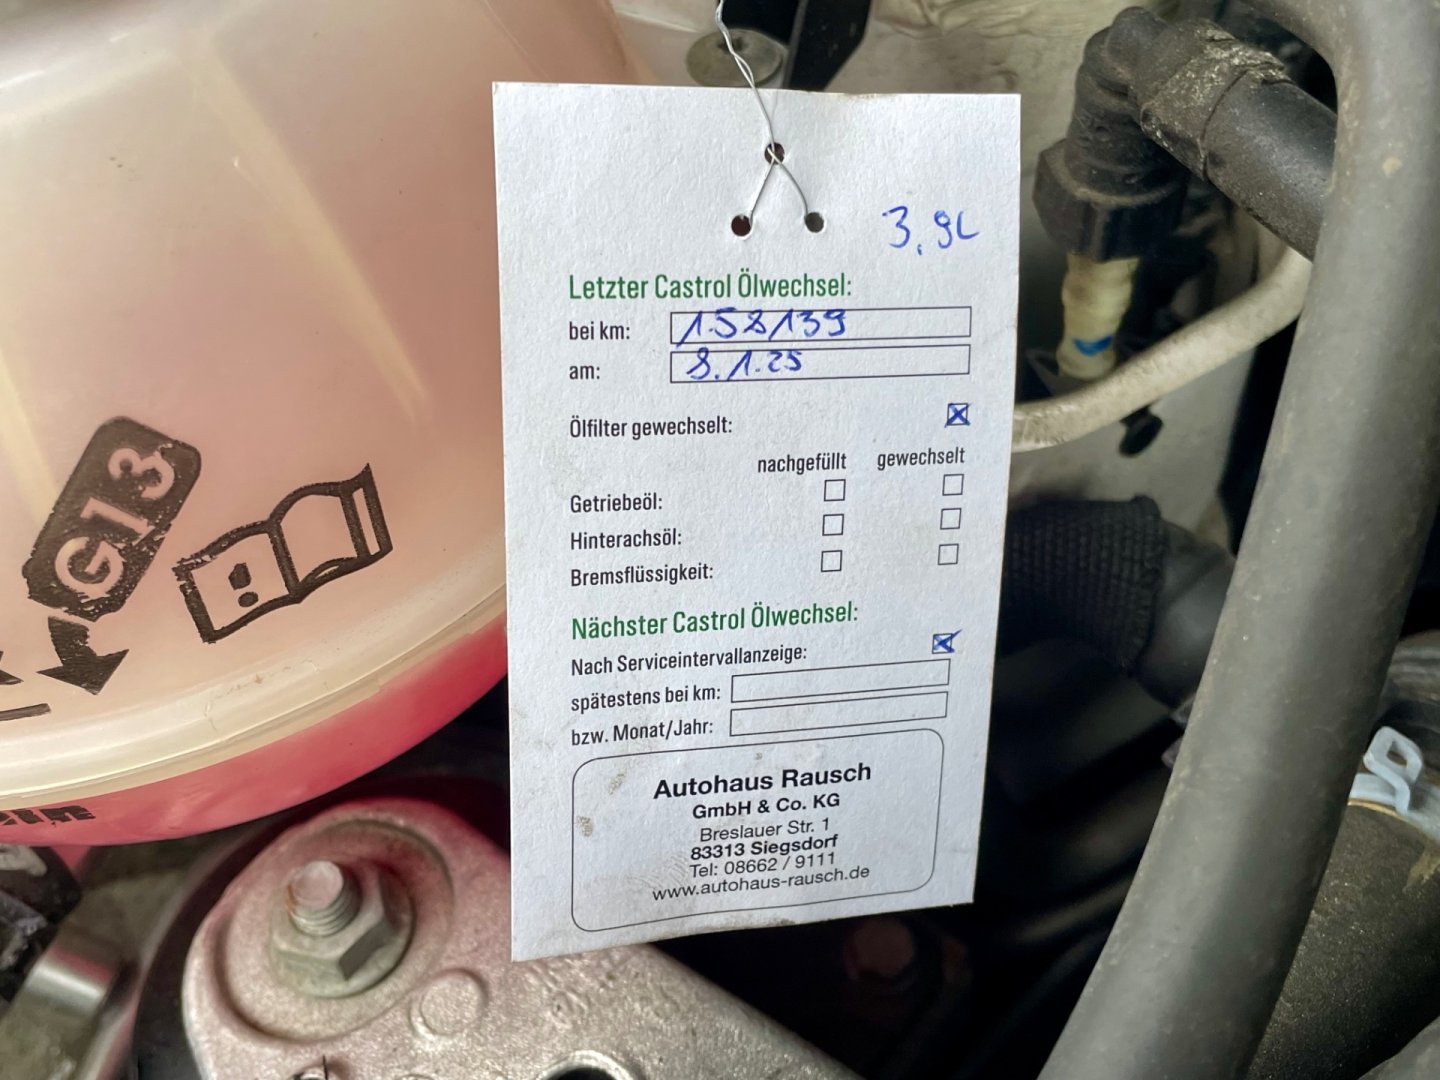 3,9L
Letzter Castrol Ölwechsel:
bei km: 158139
am: 8.1.25
Ölfilter gewechselt:
nachgefüllt gewechselt
Getriebeöl:
Hinterachsöl:
Bremsflüssigkeit:
Nächster Castrol Ölwechsel:
Nach Serviceintervallanzeige:
spätestens bei km:
bzw. Monat/Jahr:
Autohaus Rausch
GmbH & Co. KG
Breslauer Str. 1
83313 Siegsdorf
Tel: 08662 / 9111
www.autohaus-rausch.de
G13